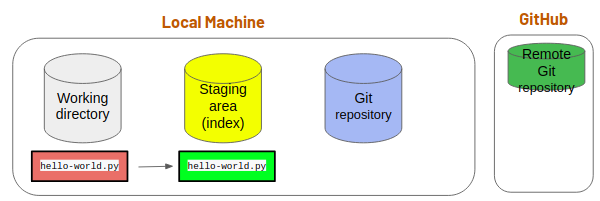 Local Machine
GitHub
Working
directory
Staging
area
(index)
Git
repository
Remote
Git
repository
hello-world.py
hello-world.py